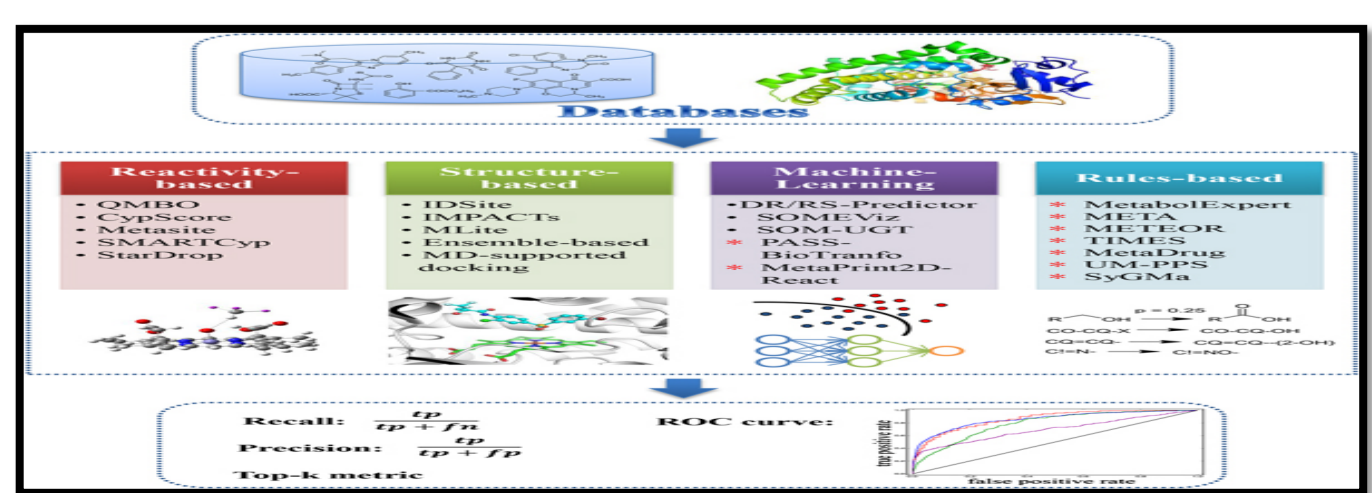 Databases
Reactivity-
based
• QMBO
• CypScore
• Metasite
• SMARTCyp
• StarDrop
Structure-
based
• IDSite
• IMPACTs
• MLite
• Ensemble-based
• MD-supported
docking
Machine-
Learning
•DR/RS-Predictor
• SOMEViz
• SOM-UGT
* PASS-
BioTranfo
* MetaPrint2D-
React
Rules-based
* MetabolExpert
* META
* METEOR
* TIMES
* MetaDrug
* UM-PPS
* SyGMa
p = 0.25
R OH R O OH
CO-CQ-X CO-CQ-OH
CQ=CQ- CQ=CQ--(2-OH)
C!=N- C!=NO-
Recall: tp / tp + fn
Precision: tp / tp + fp
Top-k metric
ROC curve:
true positive rate
false positive rate